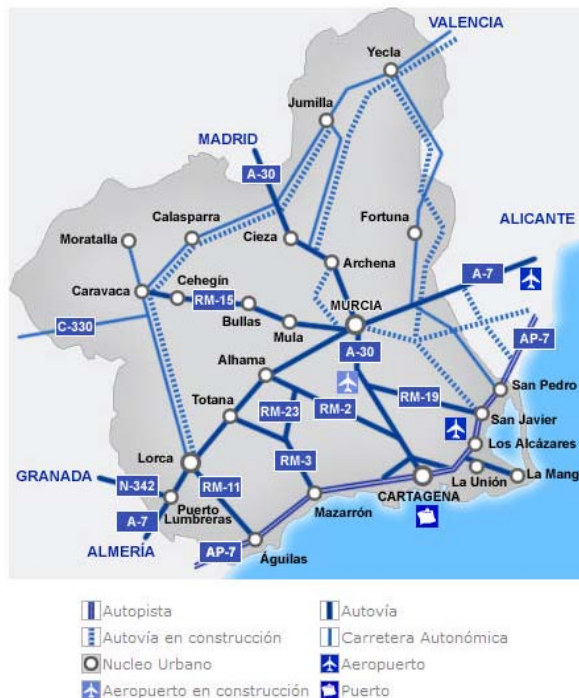 VALENCIA
Yecla
Jumilla
MADRID
A-30
Calasparra
Fortuna
ALICANTE
Moratalla
Cieza
Archena
A-7
Caravaca
Cehegín
RM-15
MURCIA
C-330
Bullas
Mula
A-30
AP-7
Alhama
San Pedro
Totana
RM-23
RM-2
RM-19
San Javier
Lorca
RM-3
Los Alcázares
GRANADA
N-342
RM-11
La Unión
La Mang
Puerto
Lumbreras
Mazarrón
CARTAGENA
A-7
ALMERÍA
AP-7
Águilas
Autopista
Autovía
Autovía en construcción
Carretera Autonómica
Nucleo Urbano
Aeropuerto
Aeropuerto en construcción
Puerto